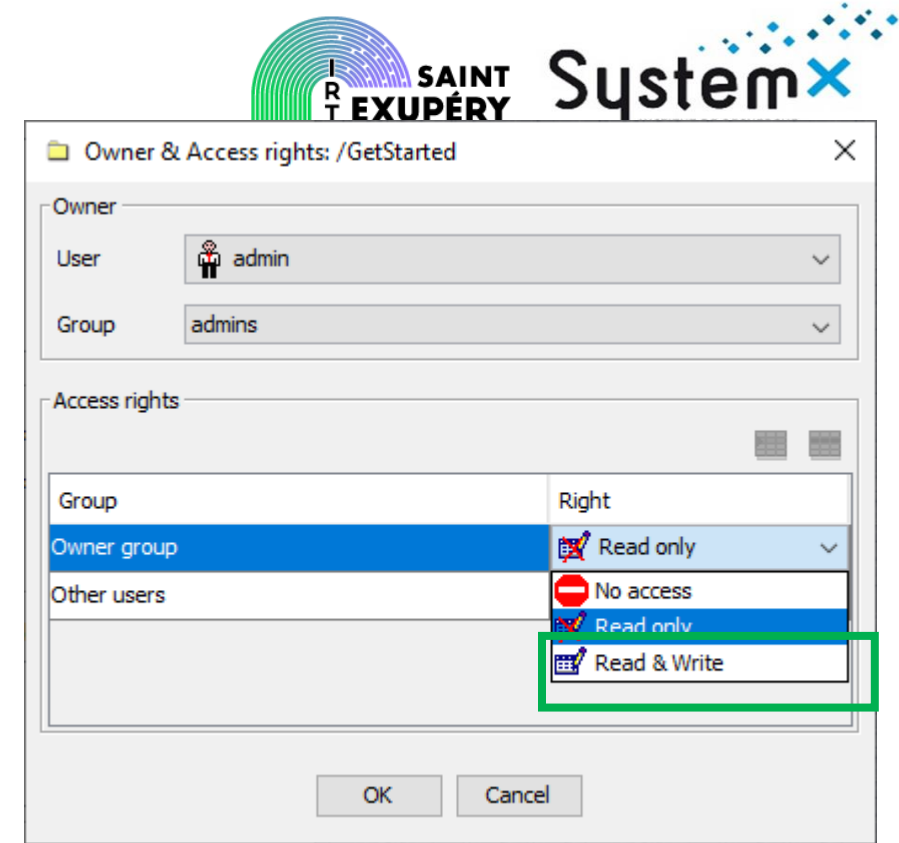 IRT SAINT EXUPÉRY
Systemx
Owner & Access rights: /GetStarted
Owner
User admin
Group admins
Access rights
Group Right
Owner group Read only
Other users
No access
Read only
Read & Write
OK Cancel